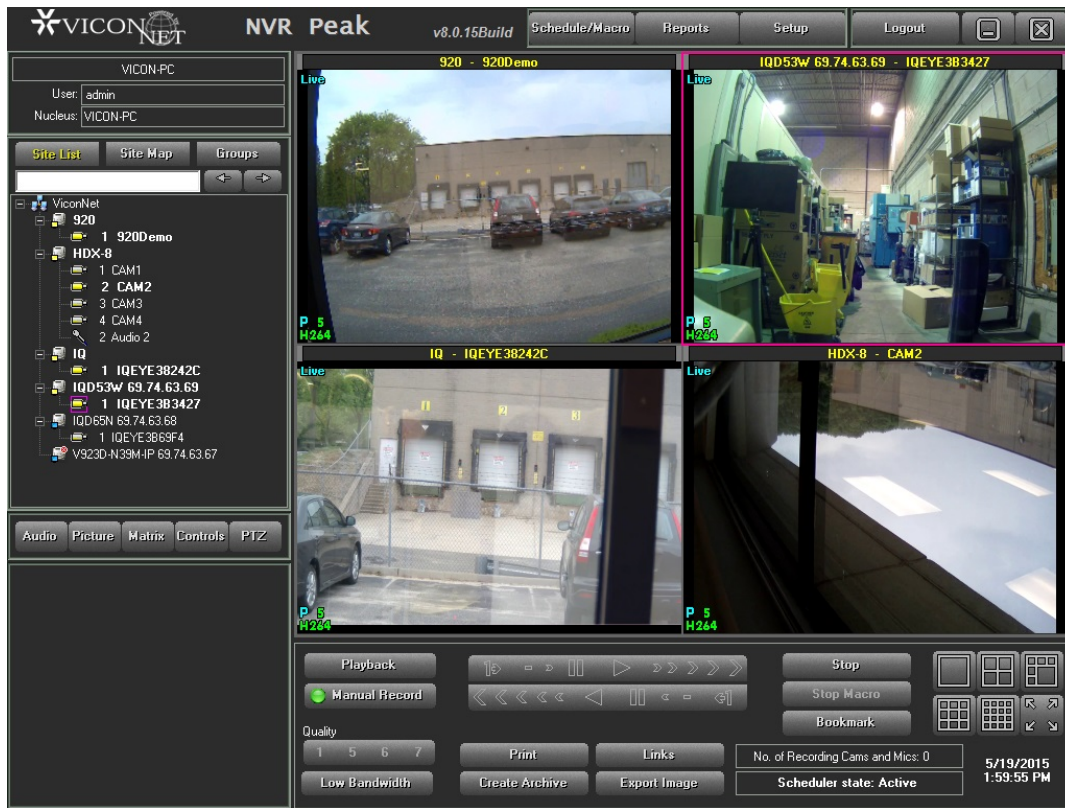 VICON NET NVR Peak v8.0.15Build Schedule/Macro Reports Setup Logout
VICON-PC
User: admin
Nucleus: VICON-PC
Site List Site Map Groups
ViconNet
920
1 920Demo
HDX-8
1 CAM1
2 CAM2
3 CAM3
4 CAM4
2 Audio 2
IQ
1 IQEYE38242C
IQD53W 69.74.63.69
1 IQEYE3B3427
IQD65N 69.74.63.68
1 IQEYE3B69F4
V923D-N39M-IP 69.74.63.67
Audio Picture Matrix Controls PTZ
920 - 920Demo
Live
P 5
H264
IQD53W 69.74.63.69 - IQEYE3B3427
Live
P 5
H264
IQ - IQEYE38242C
Live
1 2 3
P 5
H264
HDX-8 - CAM2
Live
P 5
H264
Playback
Manual Record
Quality
1 5 6 7
Low Bandwidth
Print Links
Create Archive Export Image
Stop
Stop Macro
Bookmark
No. of Recording Cams and Mics: 0
Scheduler state: Active
5/19/2015
1:59:55 PM